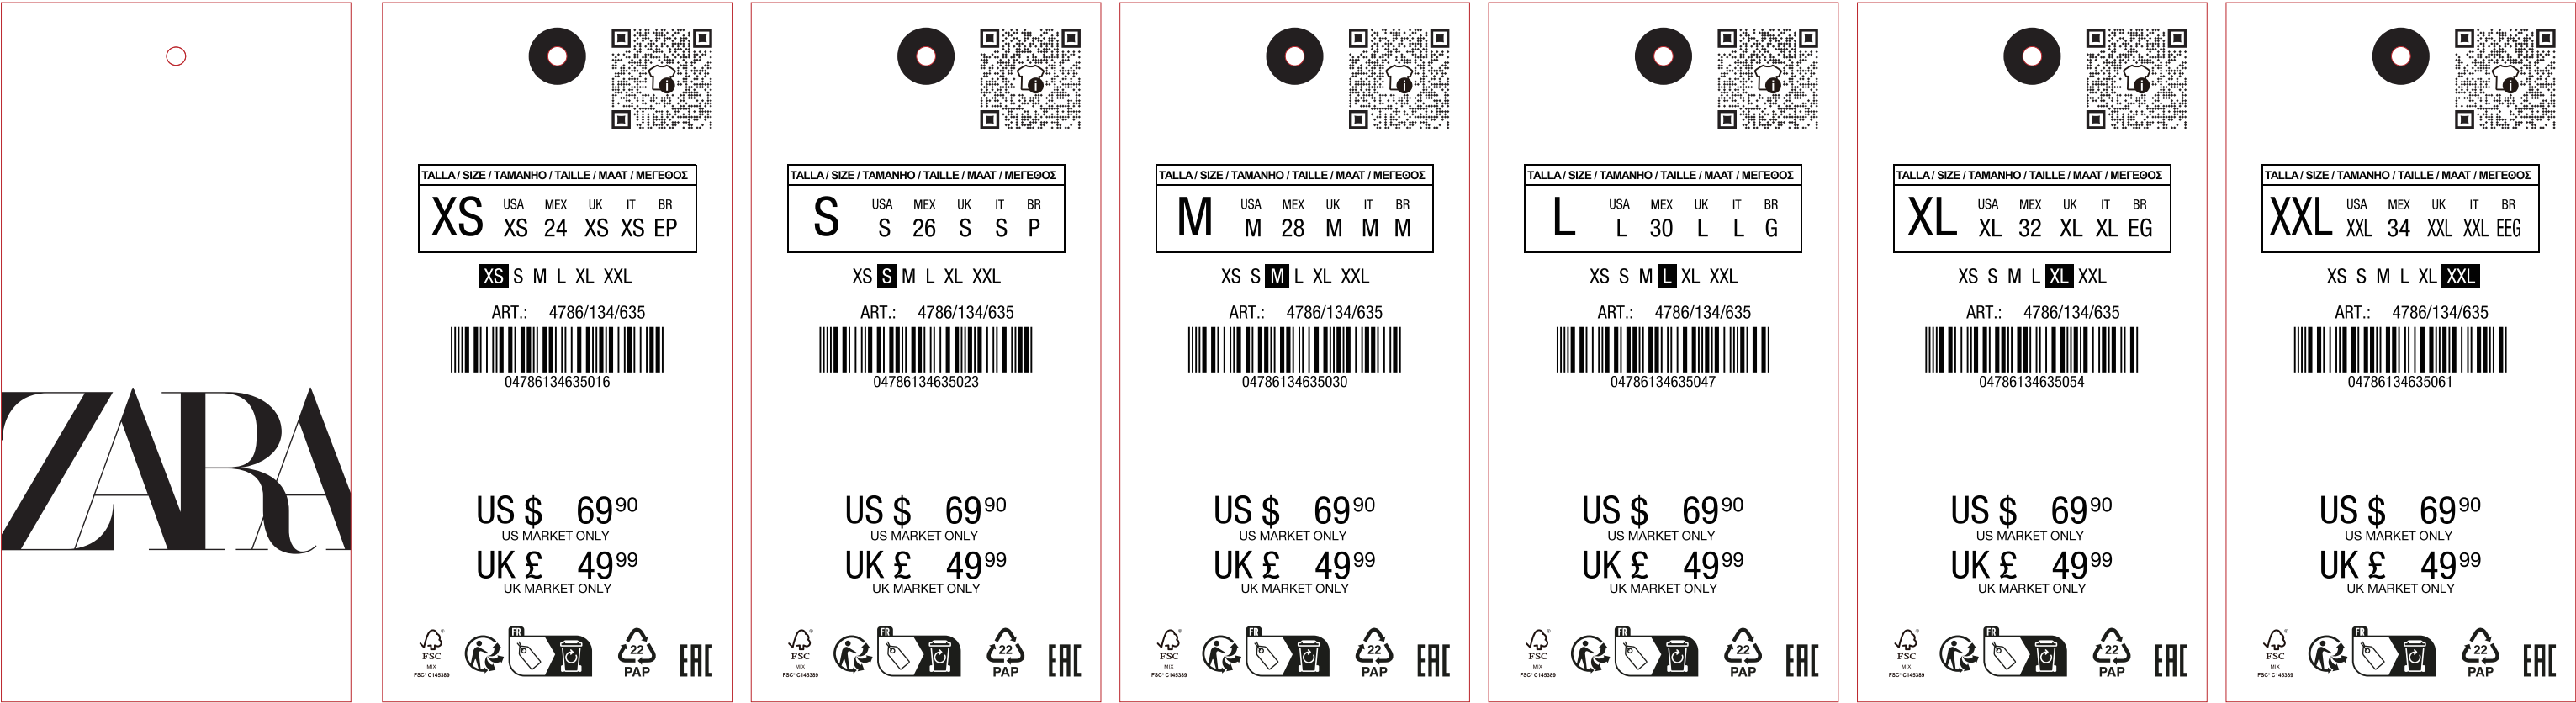 ZARA
TALLA / SIZE / TAMANHO / TAILLE / MAAT / ΜΕΓΕΘΟΣ
USA MEX UK IT BR
XS XS 24 XS XS EP
XS S M L XL XXL
ART.: 4786/134/635
04786134635016
US $ 69 90
US MARKET ONLY
UK £ 49 99
UK MARKET ONLY
FSC®
MIX
FSC® C145389
FR
22
PAP
EAC
TALLA / SIZE / TAMANHO / TAILLE / MAAT / ΜΕΓΕΘΟΣ
USA MEX UK IT BR
S S 26 S S P
XS S M L XL XXL
ART.: 4786/134/635
04786134635023
US $ 69 90
US MARKET ONLY
UK £ 49 99
UK MARKET ONLY
FSC®
MIX
FSC® C145389
FR
22
PAP
EAC
TALLA / SIZE / TAMANHO / TAILLE / MAAT / ΜΕΓΕΘΟΣ
USA MEX UK IT BR
M M 28 M M M
XS S M L XL XXL
ART.: 4786/134/635
04786134635030
US $ 69 90
US MARKET ONLY
UK £ 49 99
UK MARKET ONLY
FSC®
MIX
FSC® C145389
FR
22
PAP
EAC
TALLA / SIZE / TAMANHO / TAILLE / MAAT / ΜΕΓΕΘΟΣ
USA MEX UK IT BR
L L 30 L L G
XS S M L XL XXL
ART.: 4786/134/635
04786134635047
US $ 69 90
US MARKET ONLY
UK £ 49 99
UK MARKET ONLY
FSC®
MIX
FSC® C145389
FR
22
PAP
EAC
TALLA / SIZE / TAMANHO / TAILLE / MAAT / ΜΕΓΕΘΟΣ
USA MEX UK IT BR
XL XL 32 XL XL EG
XS S M L XL XXL
ART.: 4786/134/635
04786134635054
US $ 69 90
US MARKET ONLY
UK £ 49 99
UK MARKET ONLY
FSC®
MIX
FSC® C145389
FR
22
PAP
EAC
TALLA / SIZE / TAMANHO / TAILLE / MAAT / ΜΕΓΕΘΟΣ
USA MEX UK IT BR
XXL XXL 34 XXL XXL EEG
XS S M L XL XXL
ART.: 4786/134/635
04786134635061
US $ 69 90
US MARKET ONLY
UK £ 49 99
UK MARKET ONLY
FSC®
MIX
FSC® C145389
FR
22
PAP
EAC